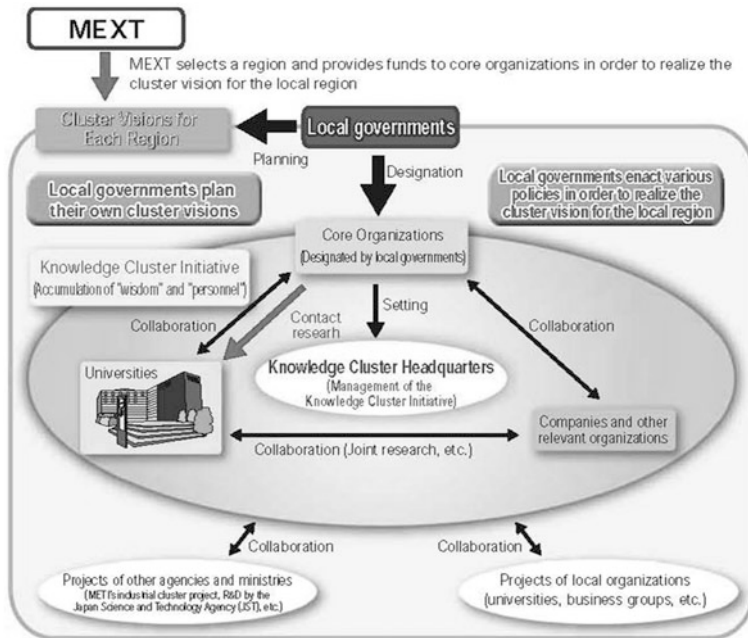 MEXT
MEXT selects a region and provides funds to core organizations in order to realize the
cluster vision for the local region
Cluster Visions for
Each Region
Local governments
Planning
Designation
Local governments plan
their own cluster visions
Local governments enact various
policies in order to realize the
cluster vision for the local region
Core Organizations
(Designated by local governments)
Knowledge Cluster Initiative
(Accumulation of "wisdom" and "personnel")
Collaboration
Contact
researh
Setting
Collaboration
Universities
Knowledge Cluster Headquarters
(Management of the
Knowledge Cluster Initiative)
Companies and other
relevant organizations
Collaboration (Joint research, etc.)
Collaboration
Collaboration
Projects of other agencies and ministries
(METI's industrial cluster project, R&D by the
Japan Science and Technology Agency (JST), etc.)
Projects of local organizations
(universities, business groups, etc.)